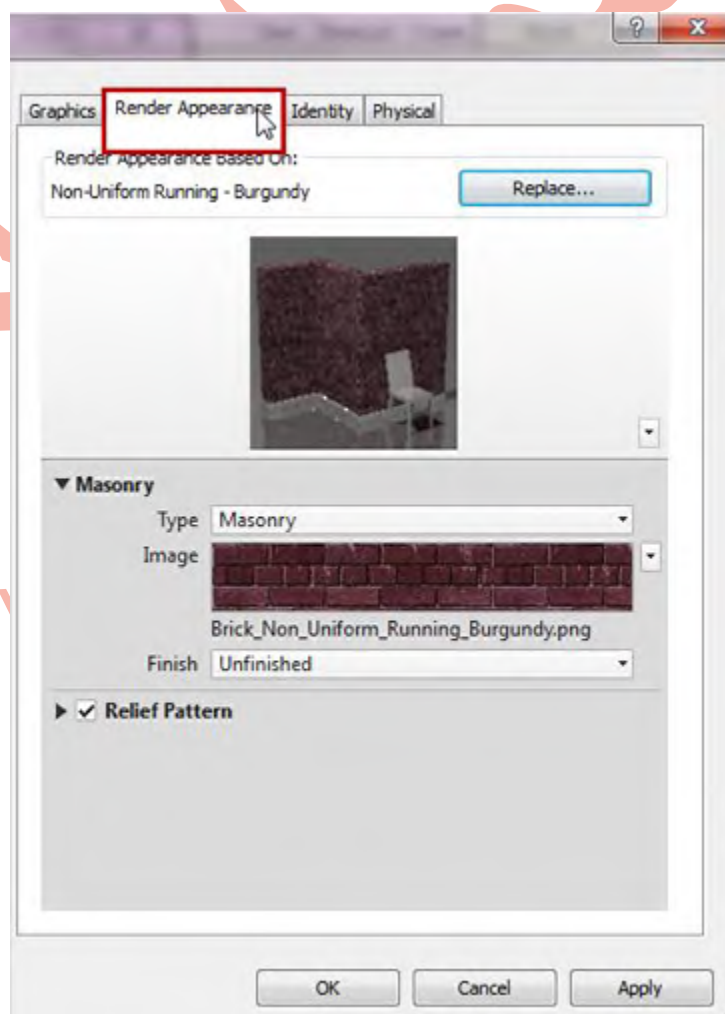 Graphics Render Appearance Identity Physical
Render Appearance Based On:
Non-Uniform Running - Burgundy Replace...
▼ Masonry
Type Masonry
Image
Brick_Non_Uniform_Running_Burgundy.png
Finish Unfinished
Relief Pattern
OK Cancel Apply